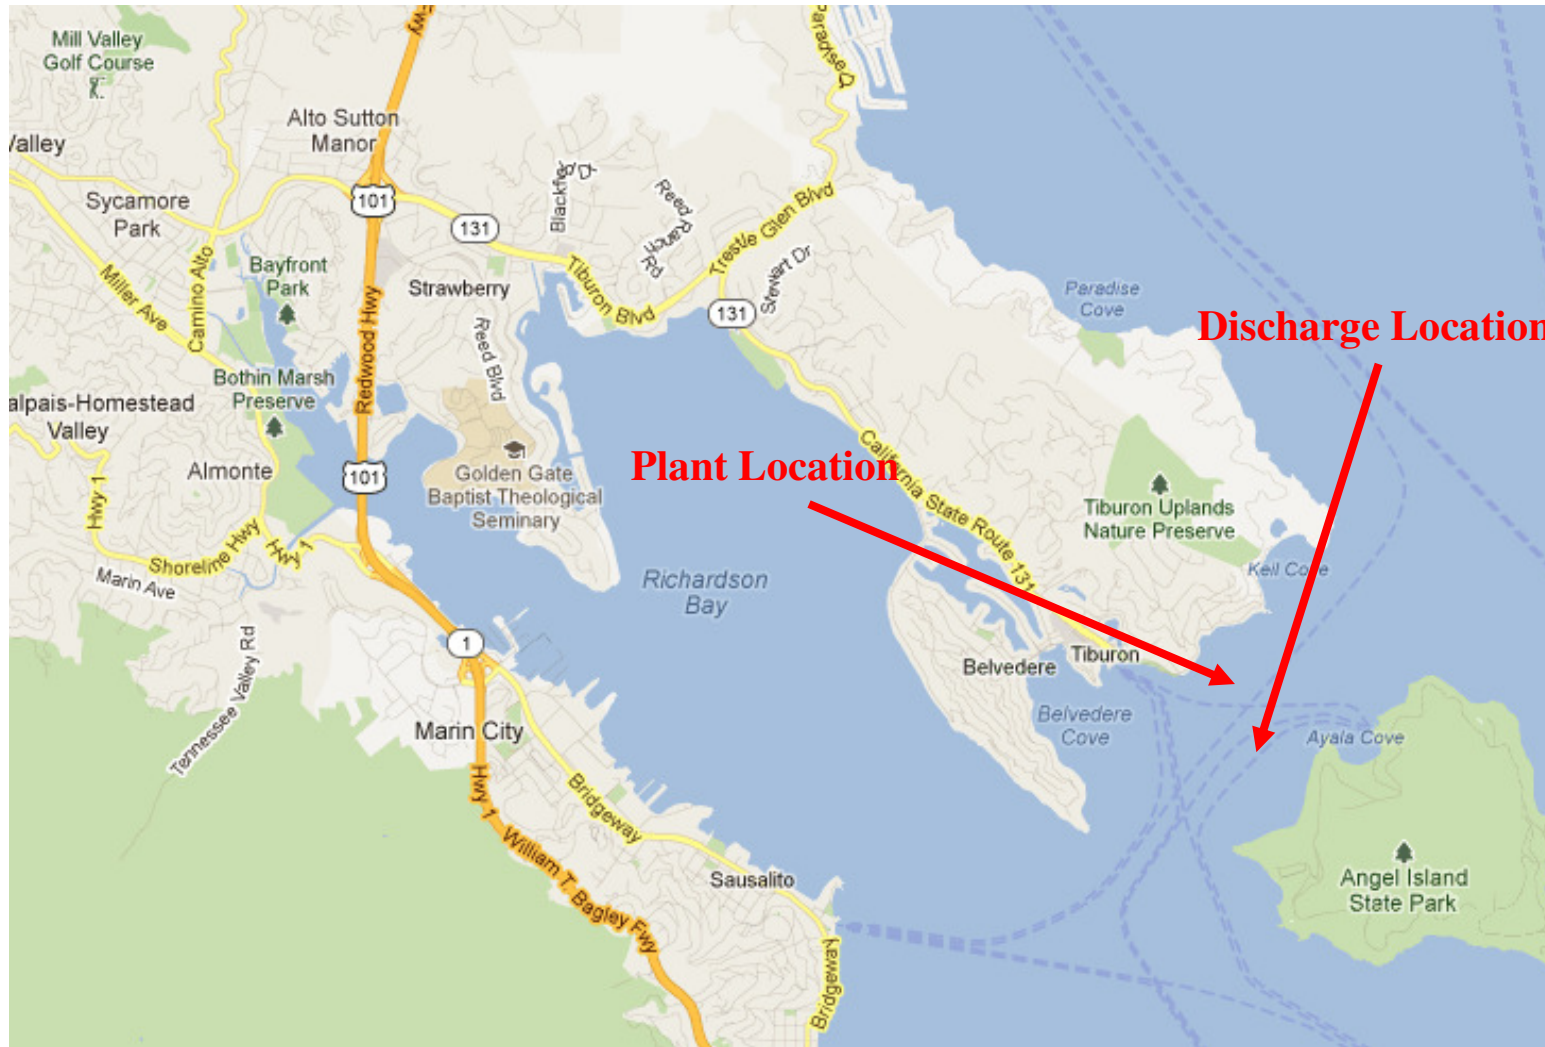 Fwy
Paradise D
Mill Valley
Golf Course
Alto Sutton
Manor
Valley
Sycamore
Park
101
131
Blackfie
Dr
Reed Ranch
Rd
Trestle Glen Blvd
Stewart Dr
Tiburon Blvd
131
Bayfront
Park
Strawberry
Miller Ave
Camino Alto
Redwood Hwy
Reed Blvd
Paradise
Cove
Discharge Location
Bothin Marsh
Preserve
alpais-Homestead
Valley
Almonte
101
Golden Gate
Baptist Theological
Seminary
Plant Location
California State Route 131
Tiburon Uplands
Nature Preserve
Keil Cove
Hwy 1
Shoreline Hwy
Hwy 1
Marin Ave
Richardson
Bay
Tennessee Valley Rd
1
Belvedere
Tiburon
Belvedere
Cove
Ayala Cove
Marin City
Hwy 1
Bridgeway
William T. Bagley Fwy
Sausalito
Angel Island
State Park
Bridgeway